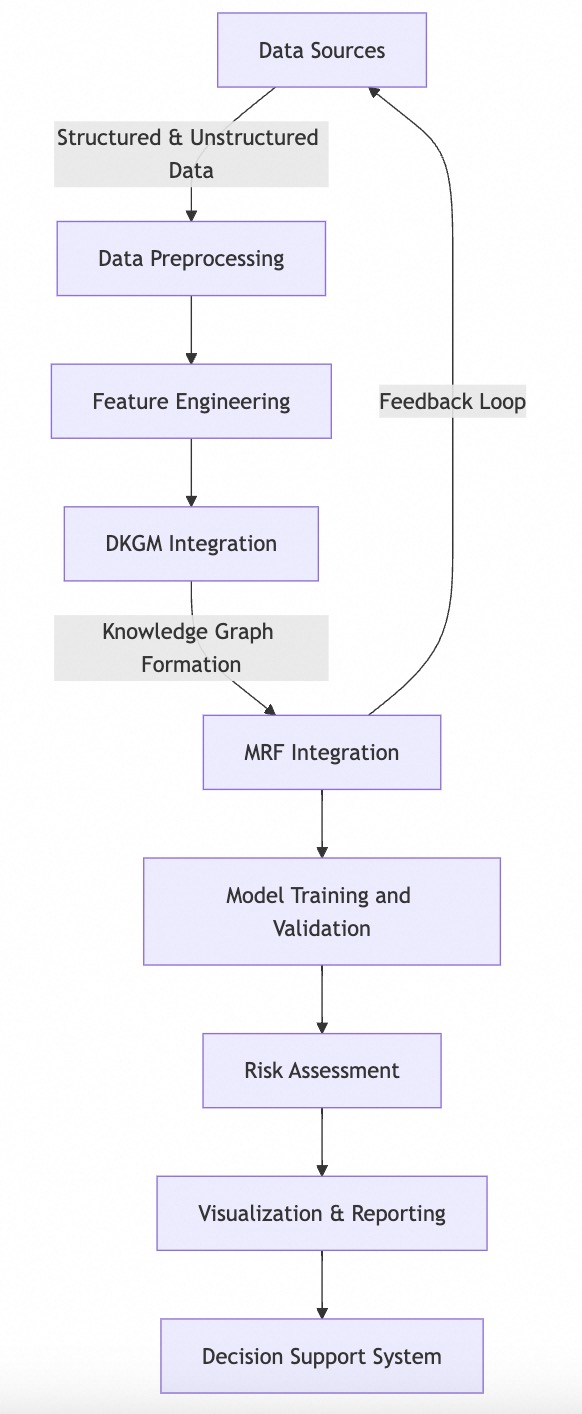 Data Sources
Structured & Unstructured
Data
Data Preprocessing
Feature Engineering
Feedback Loop
DKGM Integration
Knowledge Graph
Formation
MRF Integration
Model Training and
Validation
Risk Assessment
Visualization & Reporting
Decision Support System